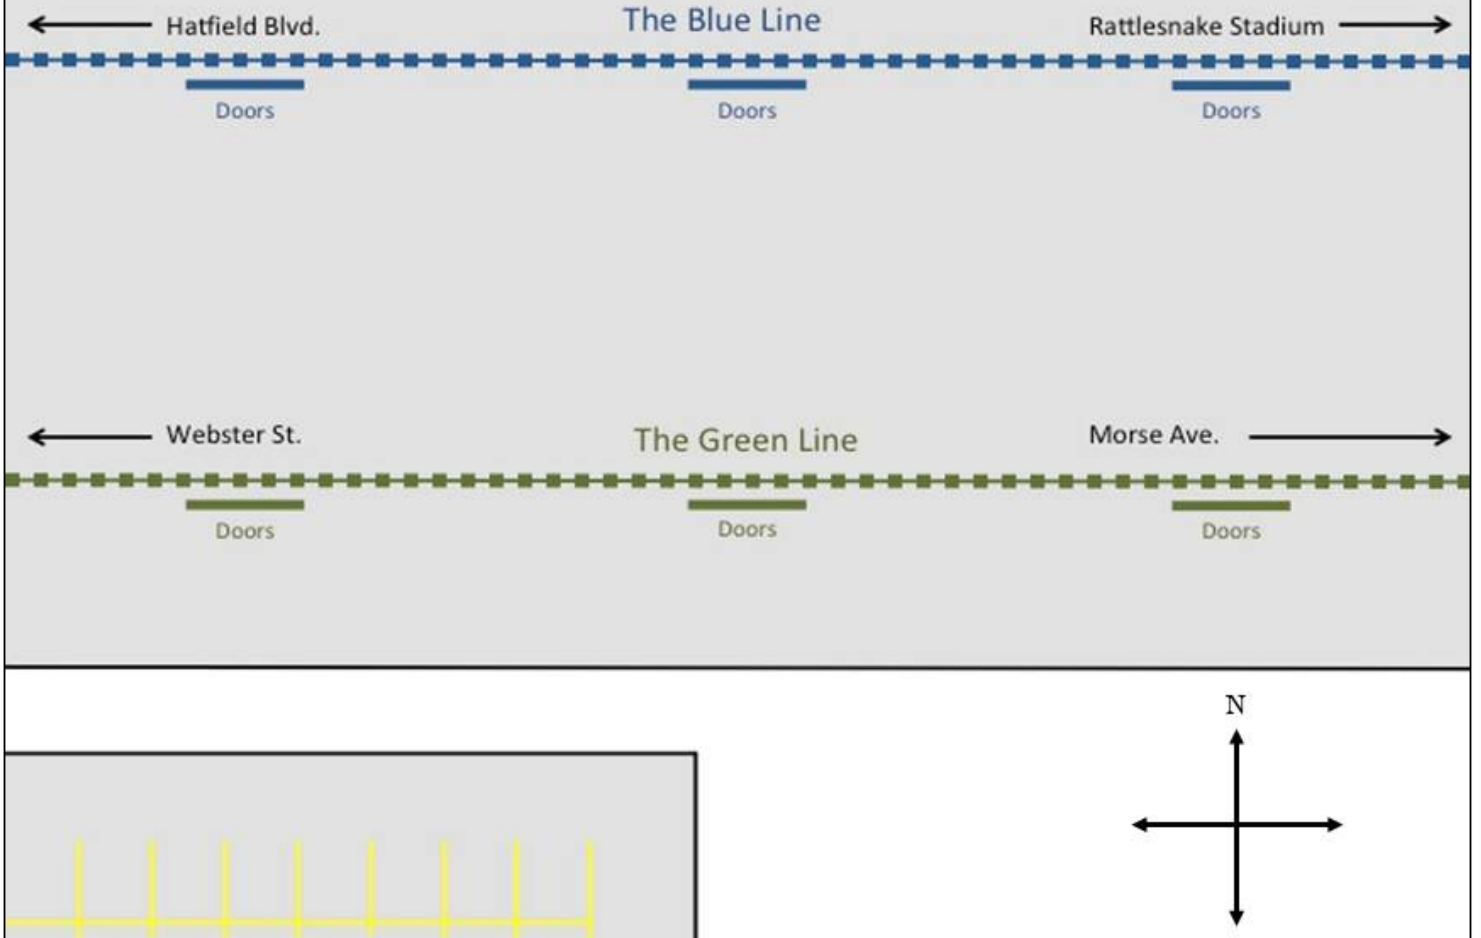 Hatfield Blvd. The Blue Line Rattlesnake Stadium
Doors Doors Doors
Webster St. The Green Line Morse Ave.
Doors Doors Doors
N